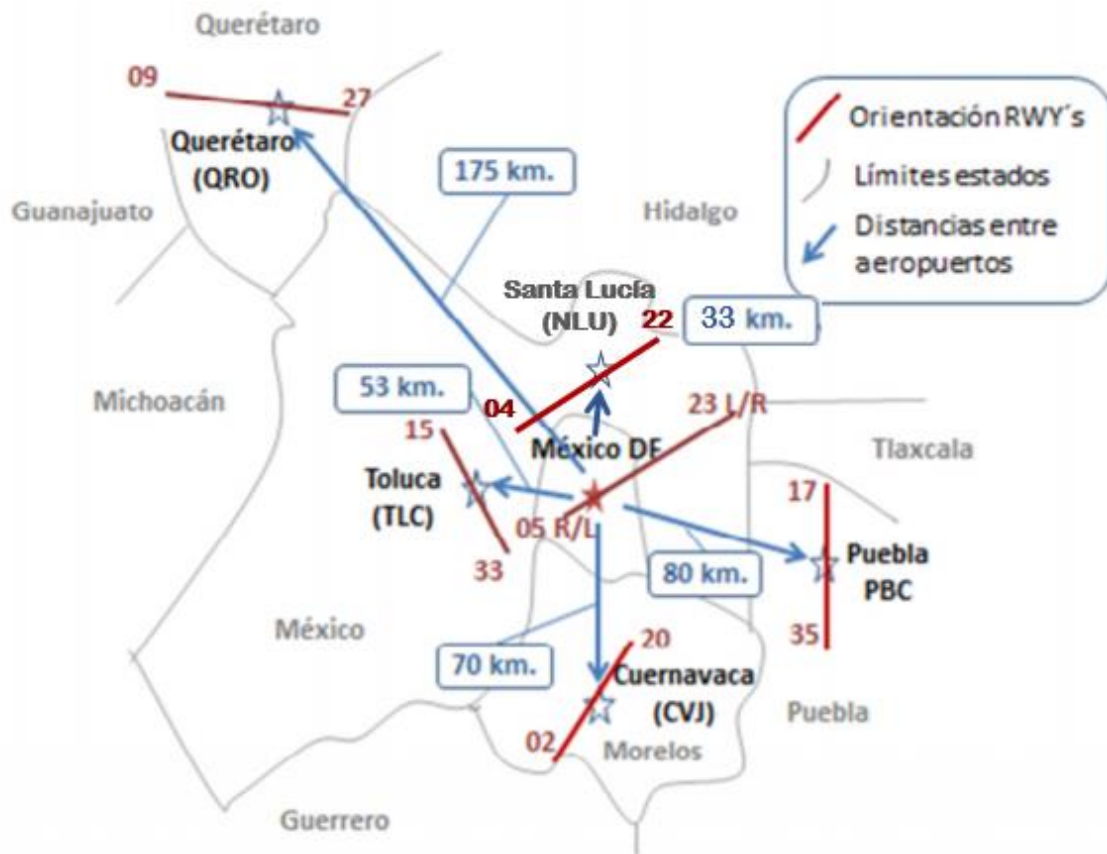 Querétaro
09
27
Querétaro
(QRO)
175 km.
Guanajuato
Hidalgo
Orientación RWY´s
Límites estados
Distancias entre
aeropuertos
Santa Lucía
(NLU)
22
33 km.
53 km.
Michoacán
04
23 L/R
15
México DF
Tlaxcala
Toluca
(TLC)
17
05 R/L
33
80 km.
Puebla
PBC
México
35
20
70 km.
Cuernavaca
(CVJ)
Puebla
02
Morelos
Guerrero